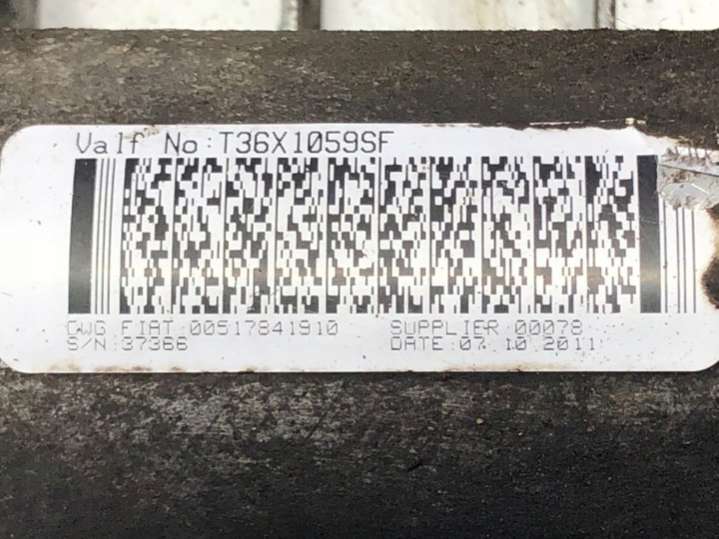 Valf No:T36X1059SF
DWG FIAT 00517841910 SUPPLIER 00078
S/N 37366 DATE 07 10 2011